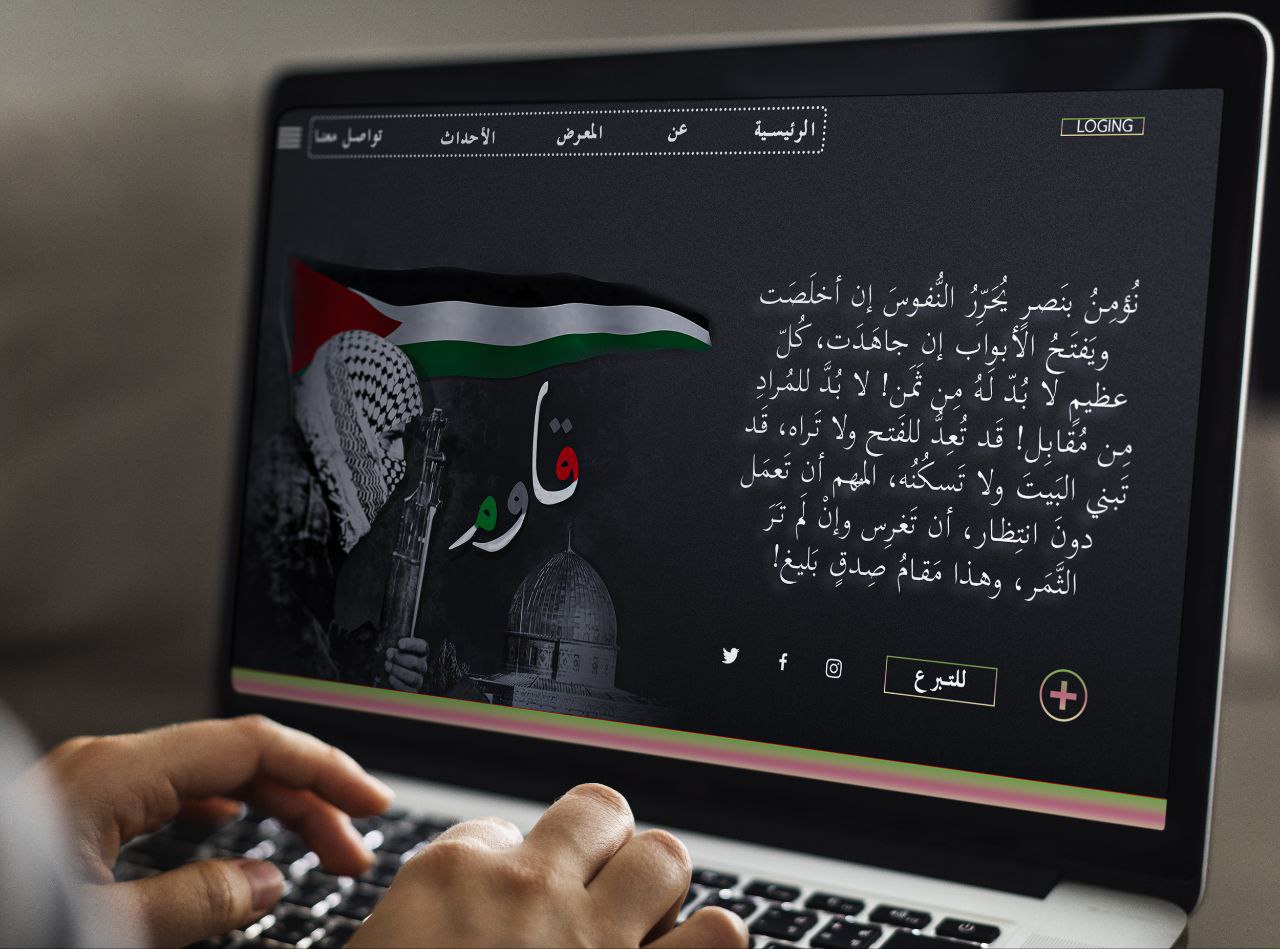 الرئيسية عن المعرض الأحداث تواصل معنا
LOGING
نُؤمِنُ بنَصرٍ يُحَرِّرُ النُّفوسَ إن أخلَصَت
ويَفتَحُ الأبواب إن جاهَدَت، كُلّ
عظيمٍ لا بُدّ لَهُ مِن ثَمَن! لا بُدَّ للمُرادِ
مِن مُقابِل! قَد تُعِدُّ للفَتح ولا تَراه، قَد
تَبني البَيتَ ولا تَسكُنُه، المهم أن تَعمَل
دونَ انتِظار، أن تَغرِس وإنْ لَم تَرَ
الثَّمَر، وهذا مَقامُ صِدقٍ بَليغ!
قاوم
للتبرع